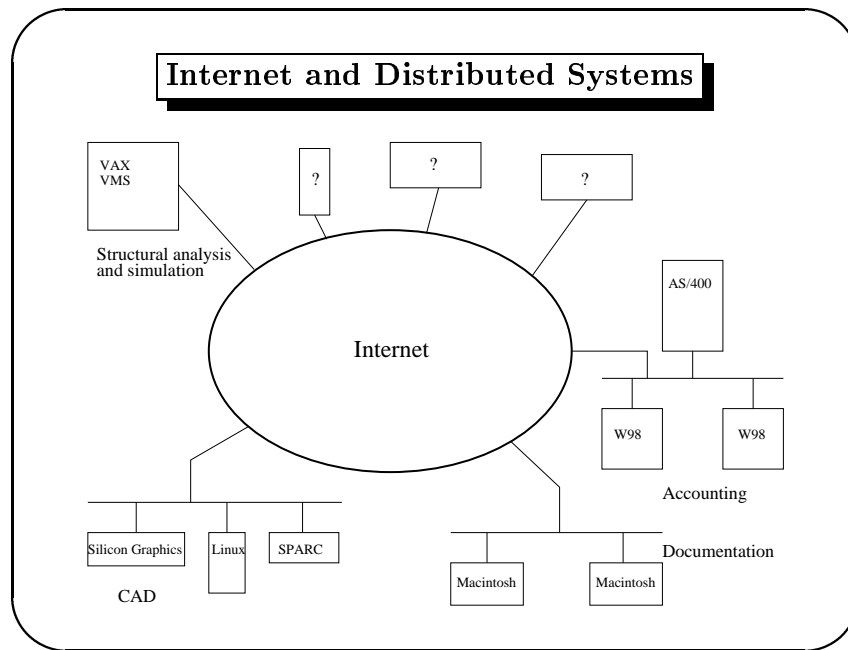 Internet and Distributed Systems
VAX
VMS
?
?
?
Structural analysis
and simulation
AS/400
Internet
W98
W98
Accounting
Silicon Graphics
Linux
SPARC
Documentation
CAD
Macintosh
Macintosh